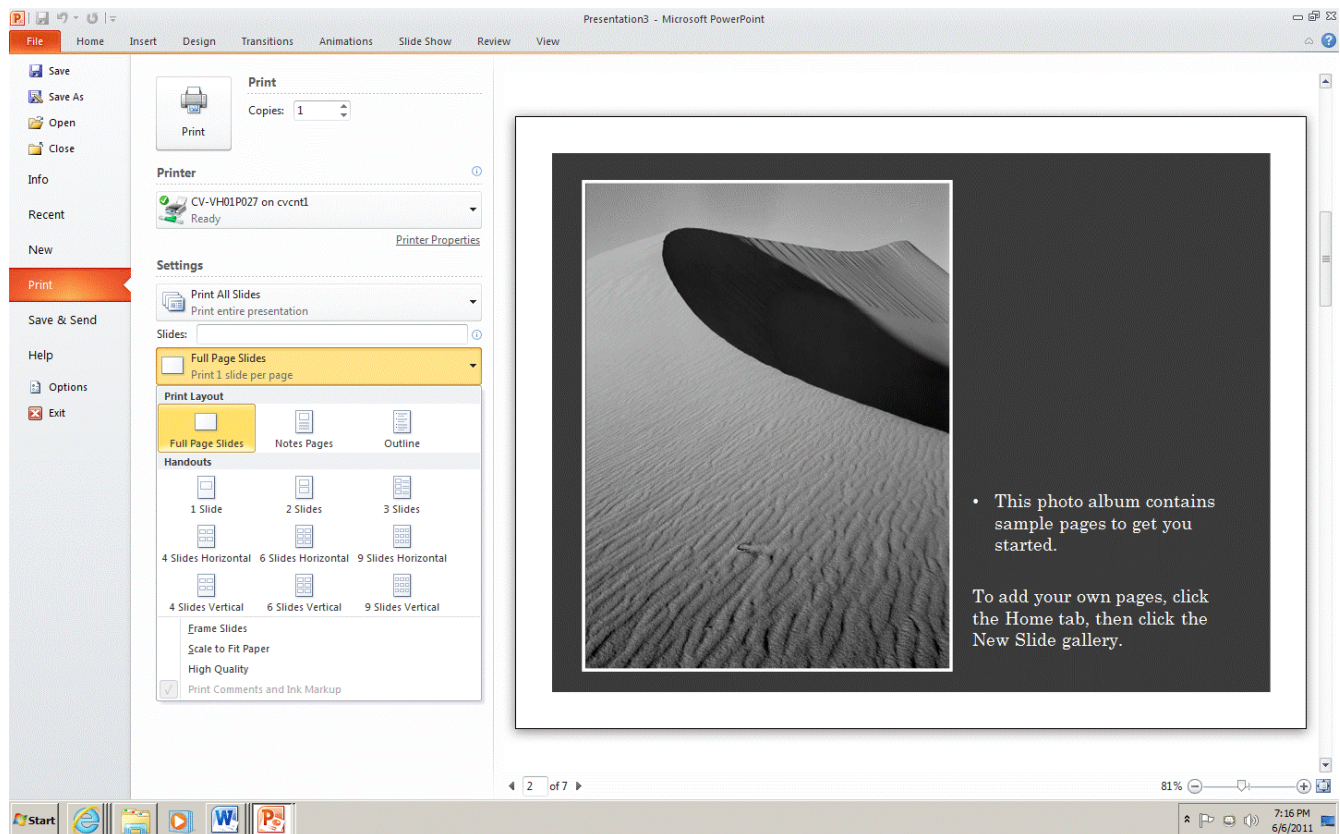 Presentation3 - Microsoft PowerPoint
File Home Insert Design Transitions Animations Slide Show Review View
Save
Save As
Open
Close
Info
Recent
New
Print
Save & Send
Help
Options
Exit
Print
Print
Copies: 1
Printer
CV-VH01P027 on cvcnt1
Ready
Printer Properties
Settings
Print All Slides
Print entire presentation
Slides:
Full Page Slides
Print 1 slide per page
Print Layout
Full Page Slides Notes Pages Outline
Handouts
1 Slide 2 Slides 3 Slides
4 Slides Horizontal 6 Slides Horizontal 9 Slides Horizontal
4 Slides Vertical 6 Slides Vertical 9 Slides Vertical
Frame Slides
Scale to Fit Paper
High Quality
Print Comments and Ink Markup
• This photo album contains
sample pages to get you
started.
To add your own pages, click
the Home tab, then click the
New Slide gallery.
2 of 7
81%
Start
7:16 PM
6/6/2011